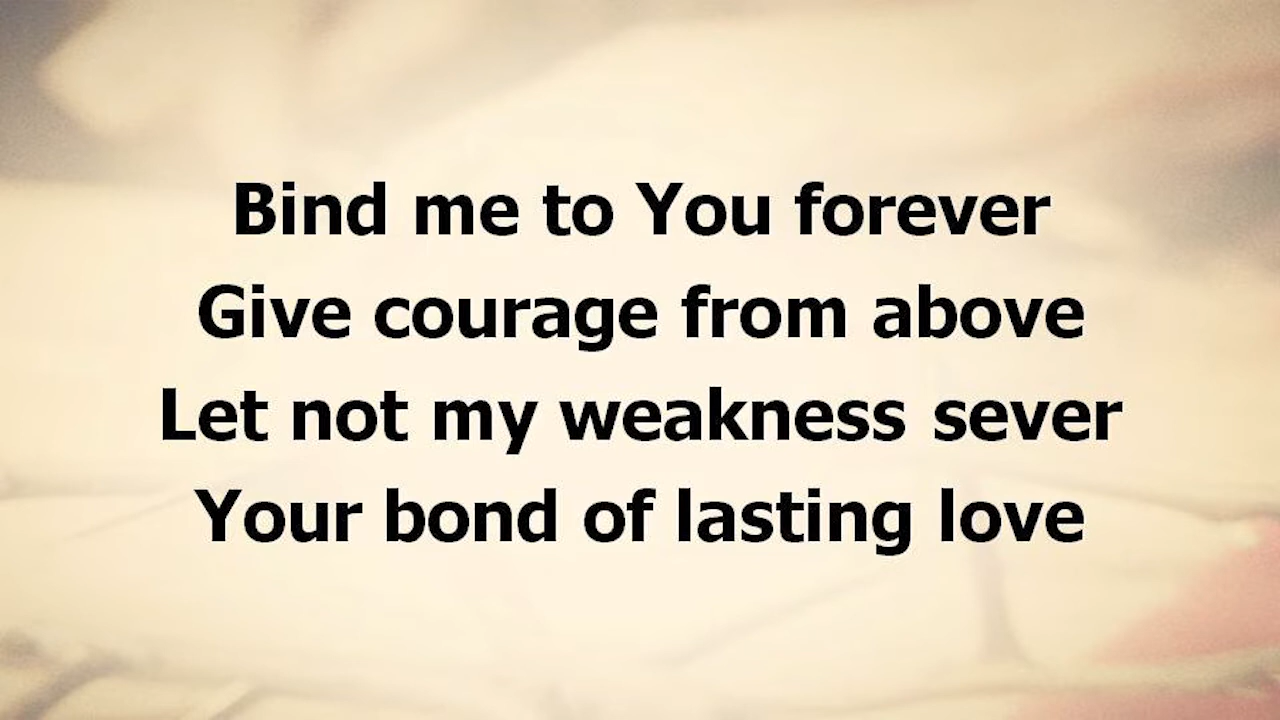 Bind me to You forever
Give courage from above
Let not my weakness sever
Your bond of lasting love